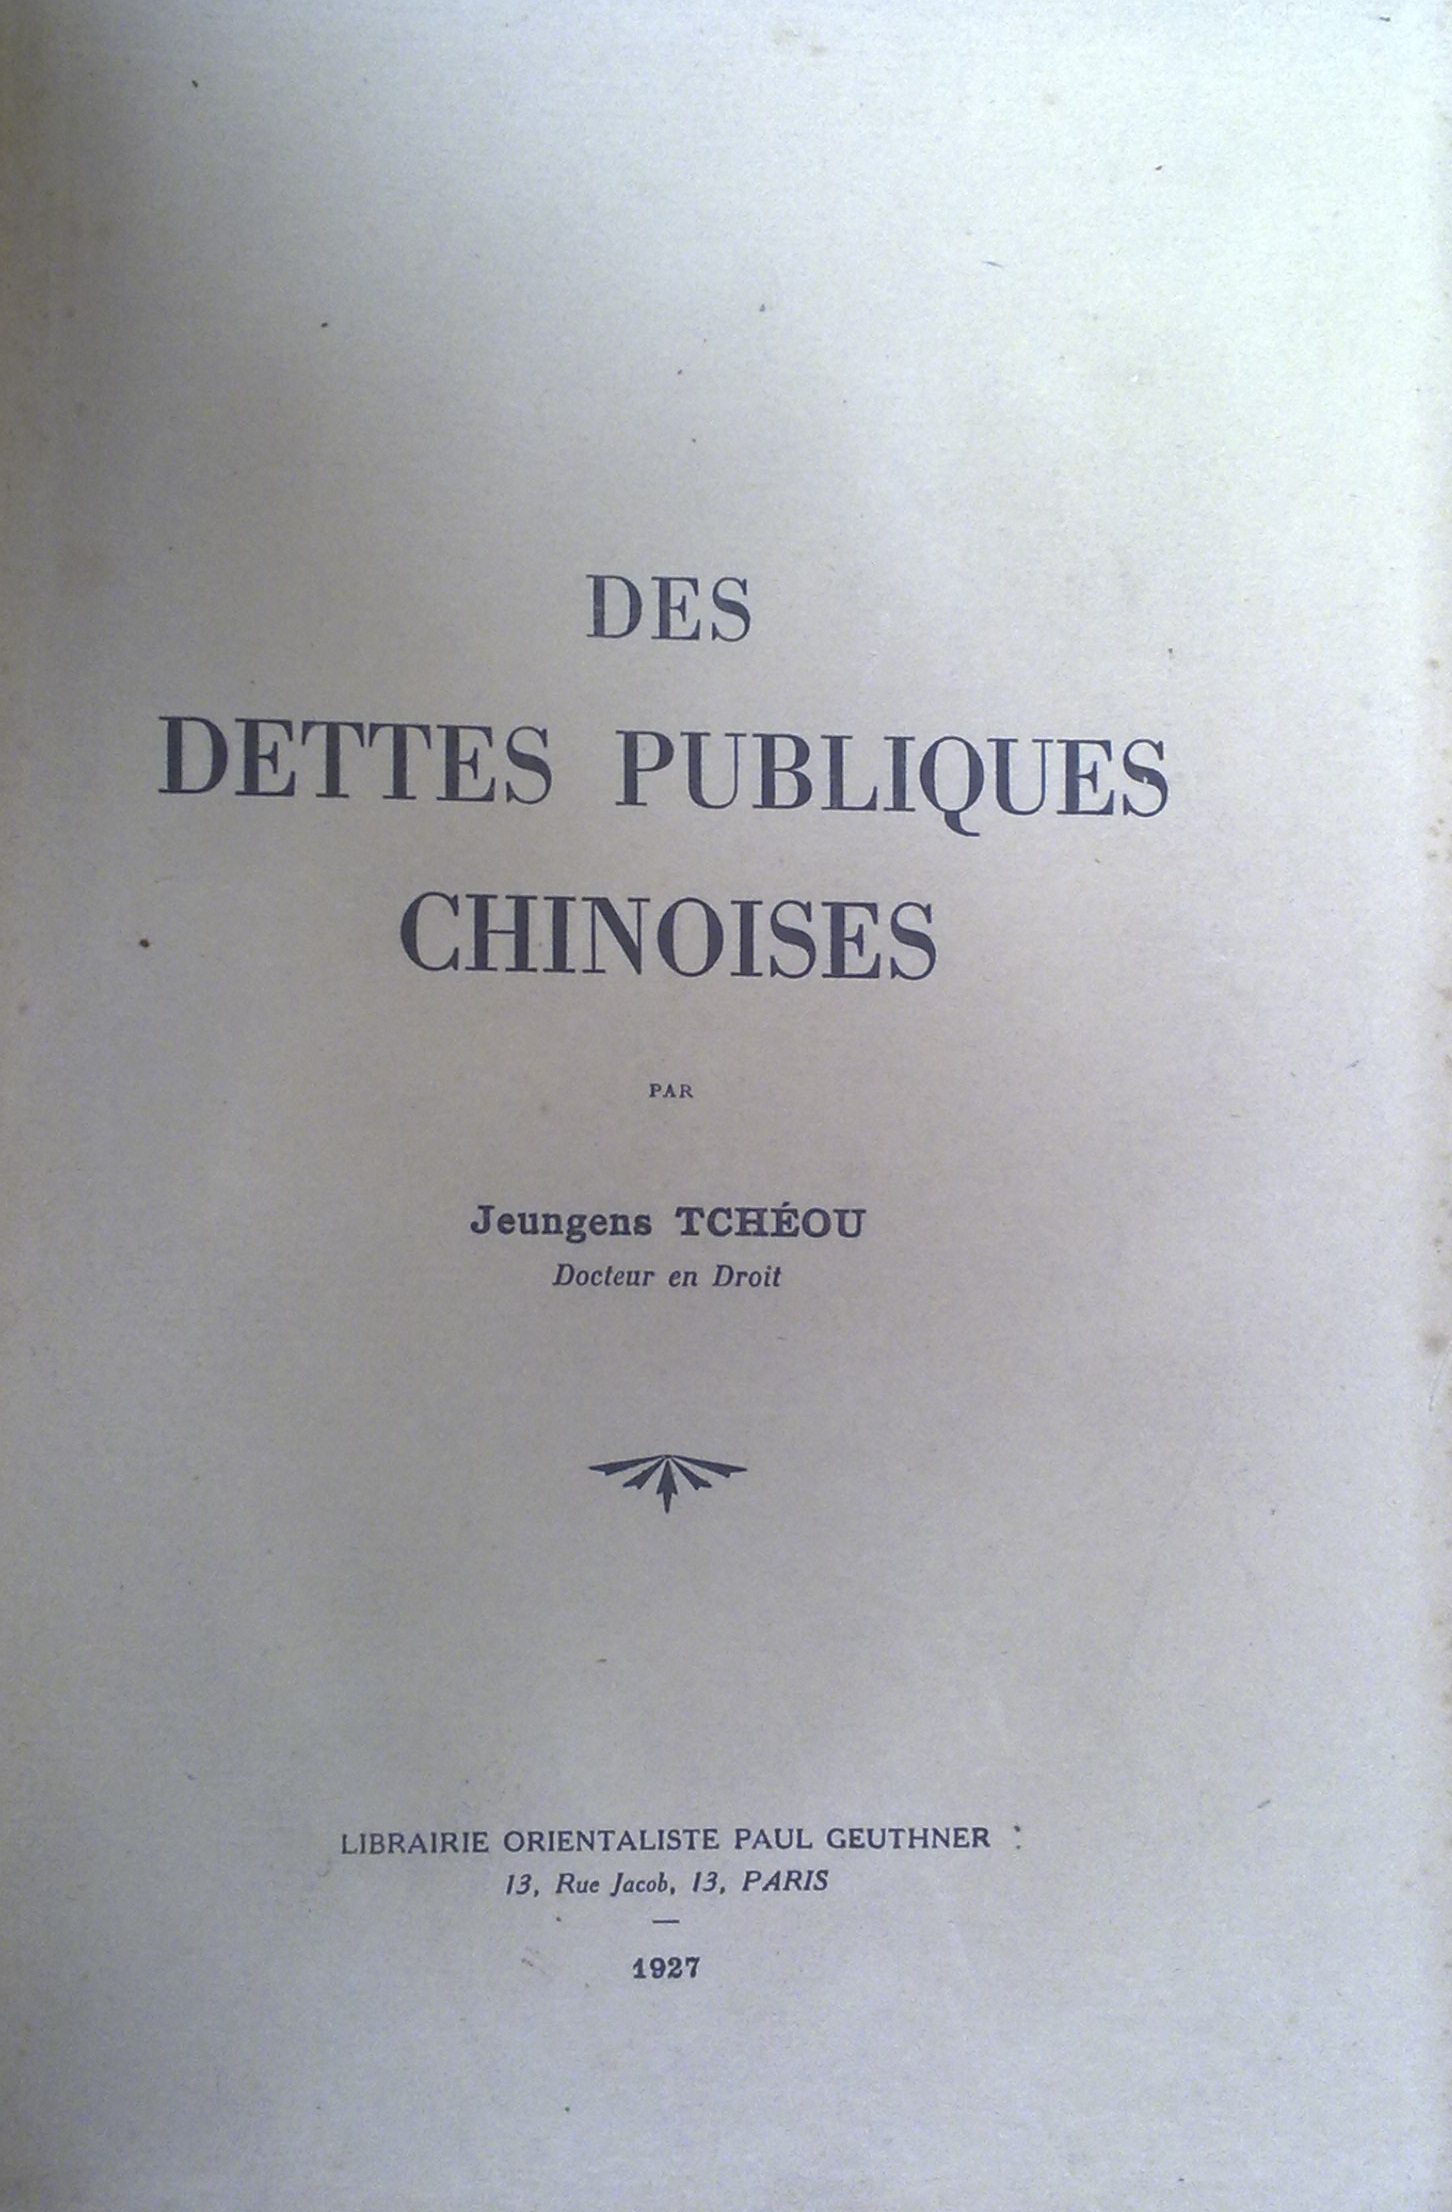 DES
DETTES PUBLIQUES
CHINOISES
PAR
Jeungens TCHÉOU
Docteur en Droit
LIBRAIRIE ORIENTALISTE PAUL GEUTHNER
13, Rue Jacob, 13, PARIS
1927